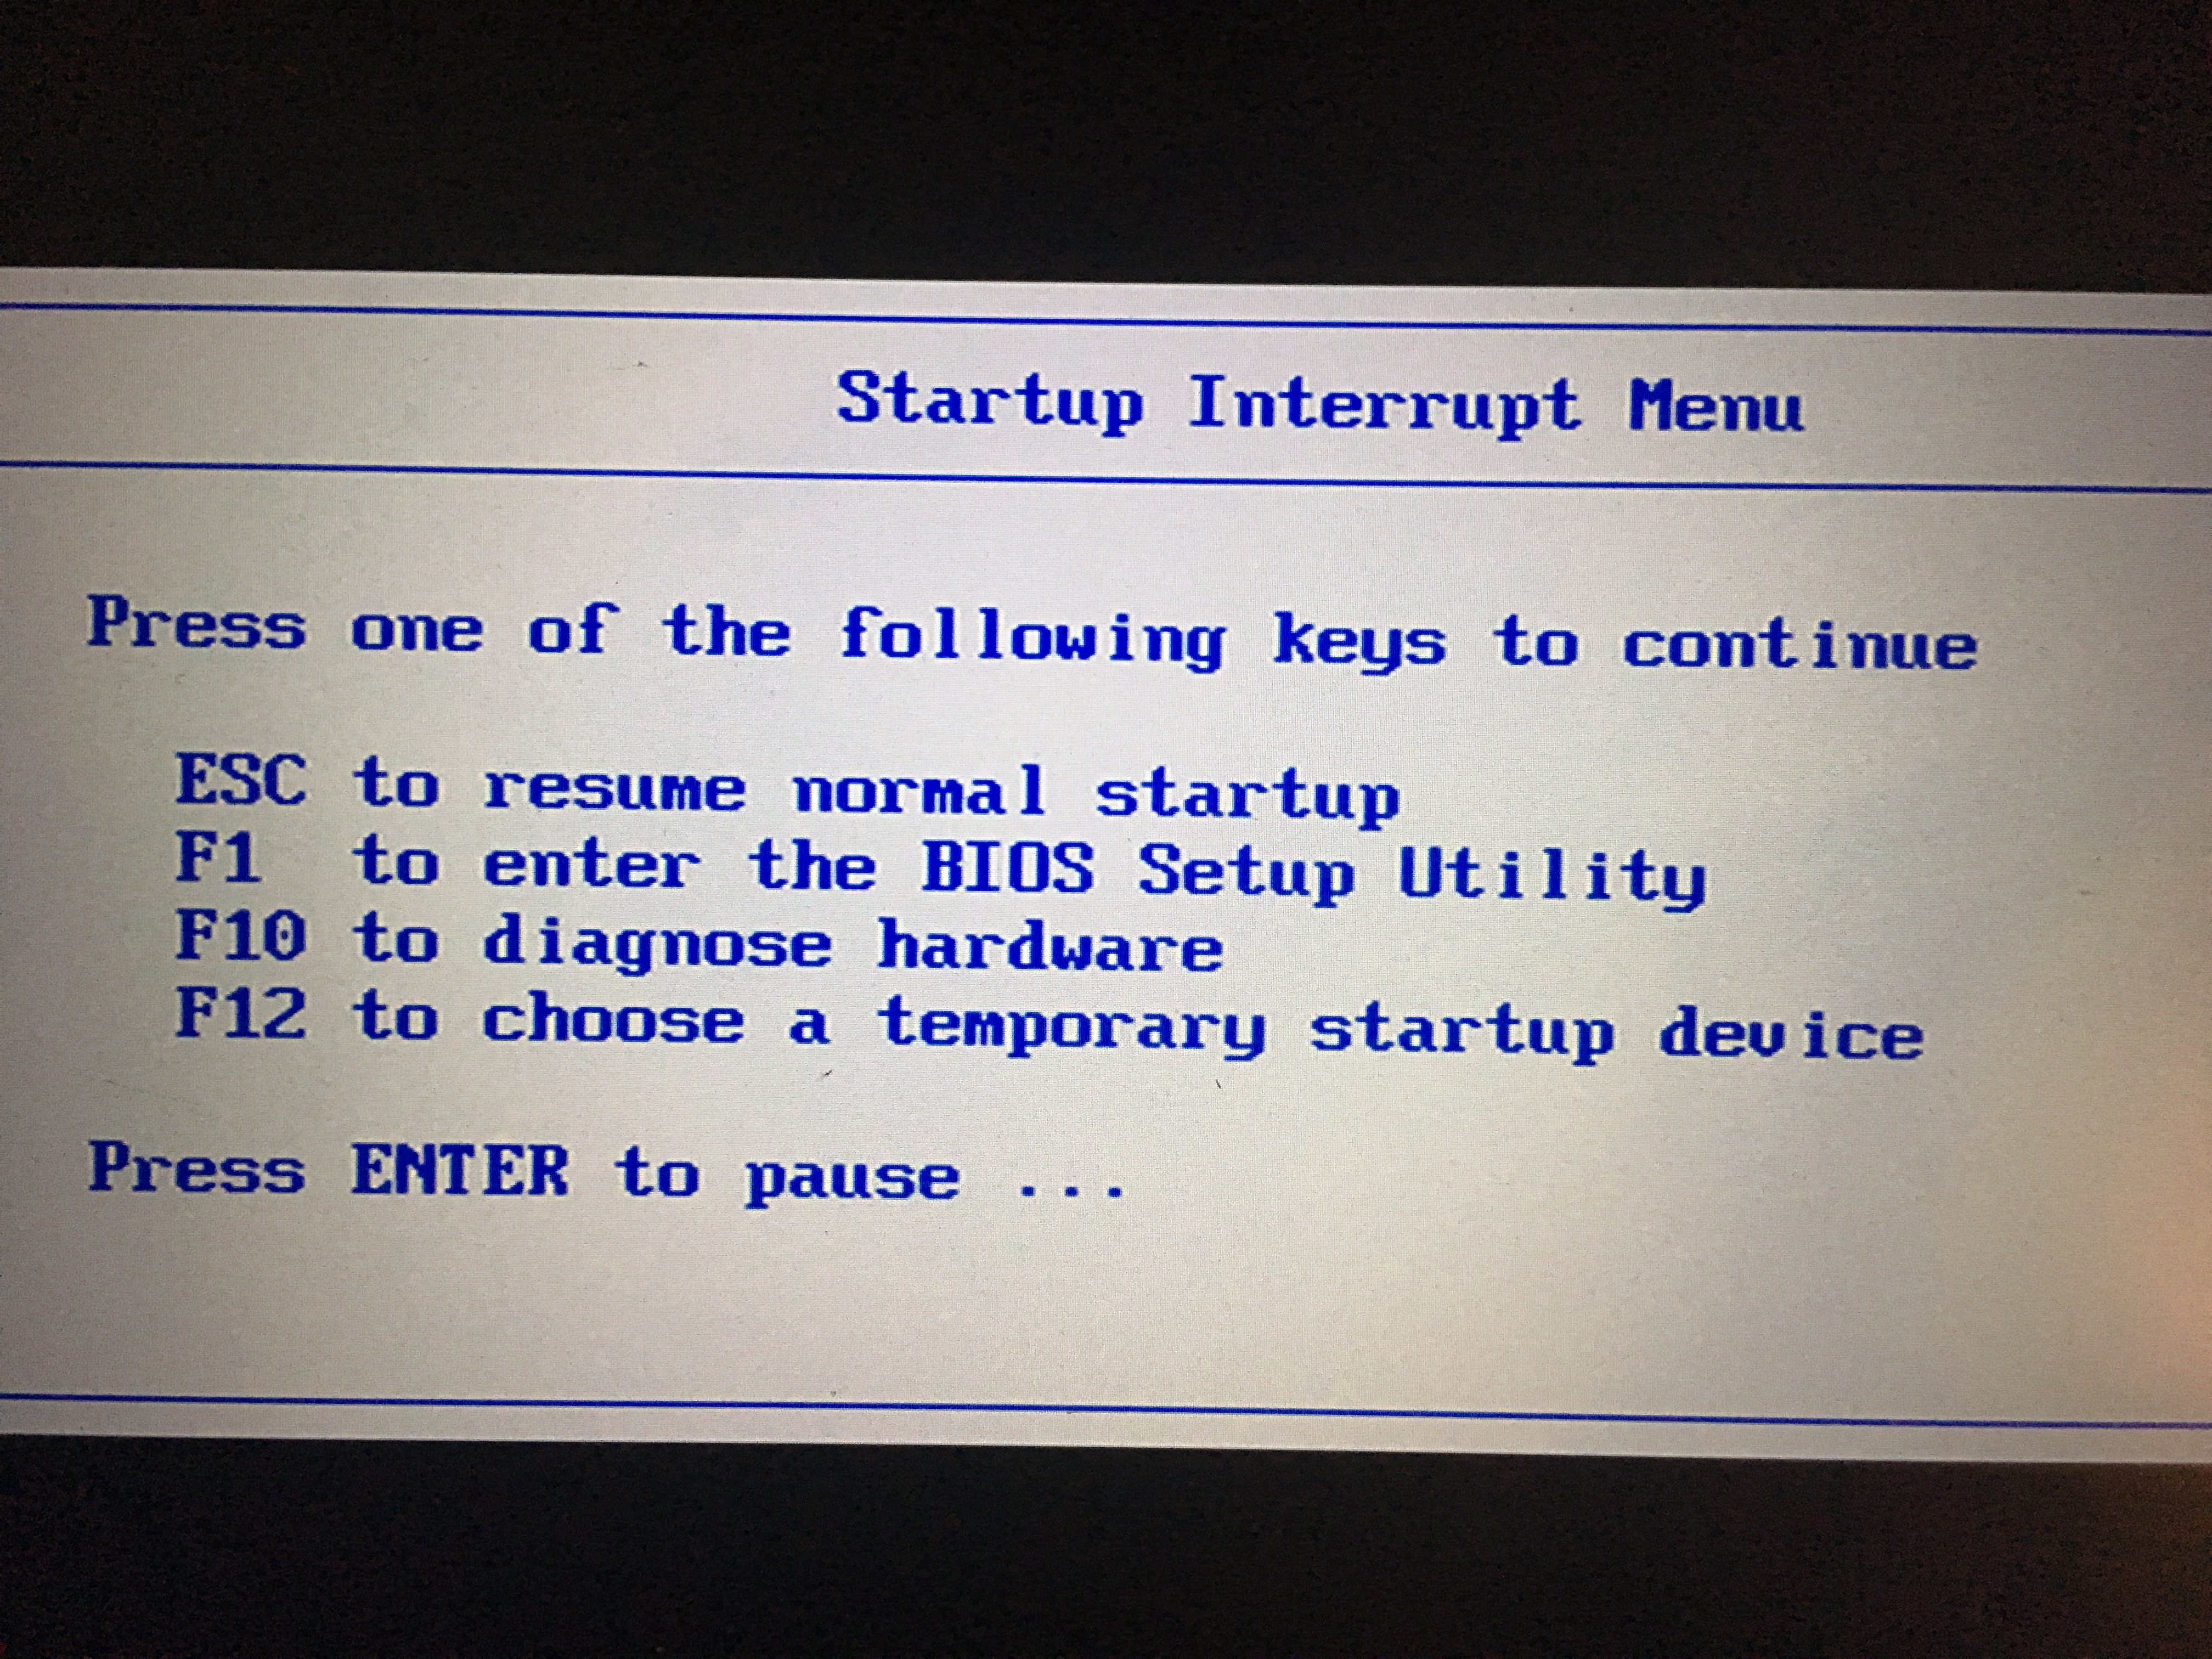 Startup Interrupt Menu
Press one of the following keys to continue
ESC to resume normal startup
F1 to enter the BIOS Setup Utility
F10 to diagnose hardware
F12 to choose a temporary startup device
Press ENTER to pause ...